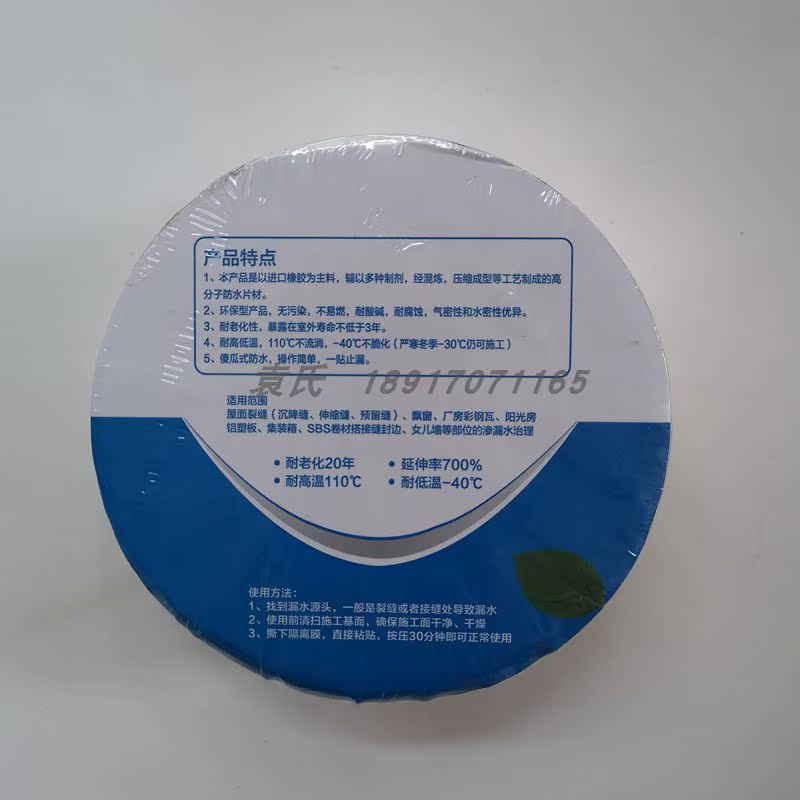 产品特点
1、本产品是以进口橡胶为主料，辅以多种制剂，经混炼，压缩成型等工艺制成的高
分子防水片材。
2、环保型产品，无污染，不易燃，耐酸碱，耐腐蚀，气密性和水密性优异。
3、耐老化性，暴露在室外寿命不低于3年。
4、耐高低温，110℃不流淌，-40℃不脆化（严寒冬季-30℃仍可施工）
5、傻瓜式防水，操作简单，一贴止漏。
袁氏 18917071165
适用范围
屋面裂缝（沉降缝、伸缩缝、预留缝）、飘窗、厂房彩钢瓦、阳光房
铝塑板、集装箱、SBS卷材搭接缝封边、女儿墙等部位的渗漏水治理
• 耐老化20年 • 延伸率700%
• 耐高温110℃ • 耐低温-40℃
使用方法：
1、找到漏水源头，一般是裂缝或者接缝处导致漏水
2、使用前清扫施工基面，确保施工面干净、干燥
3、撕下隔离膜，直接粘贴，按压30分钟即可正常使用